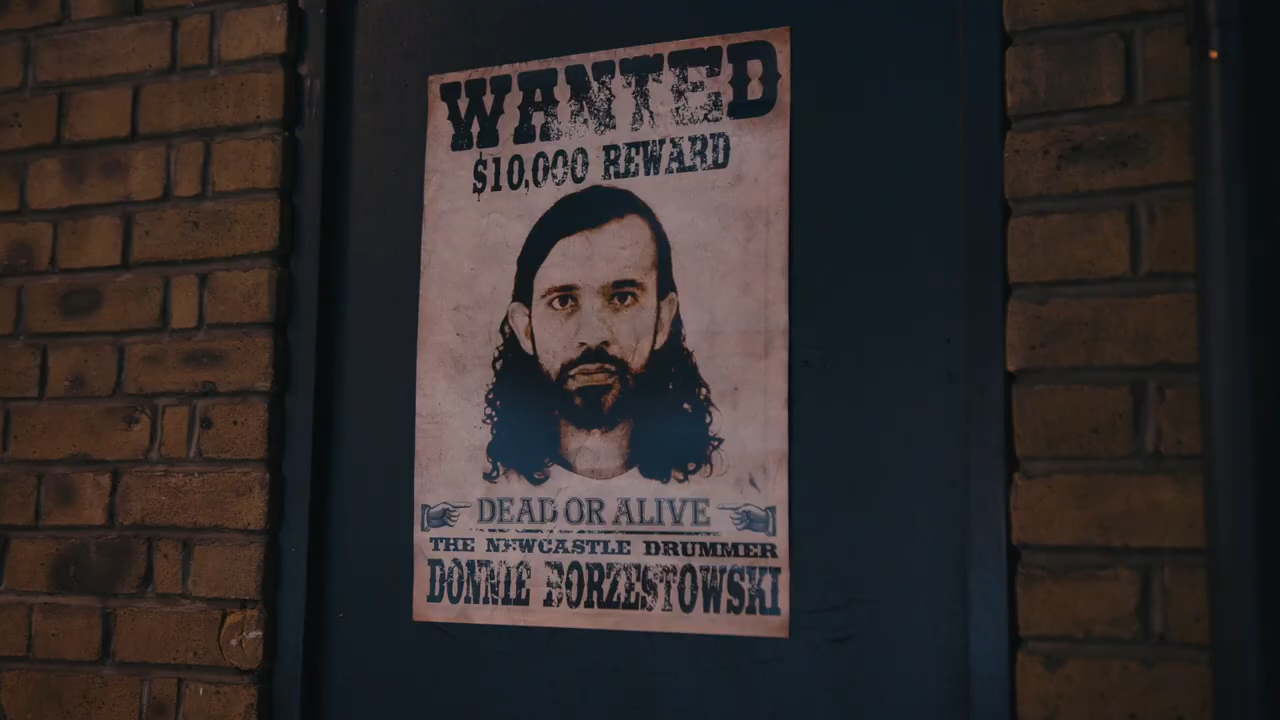 WANTED
$10,000 REWARD
DEAD OR ALIVE
THE NEWCASTLE DRUMMER
DONNIE BORZESTOWSKI